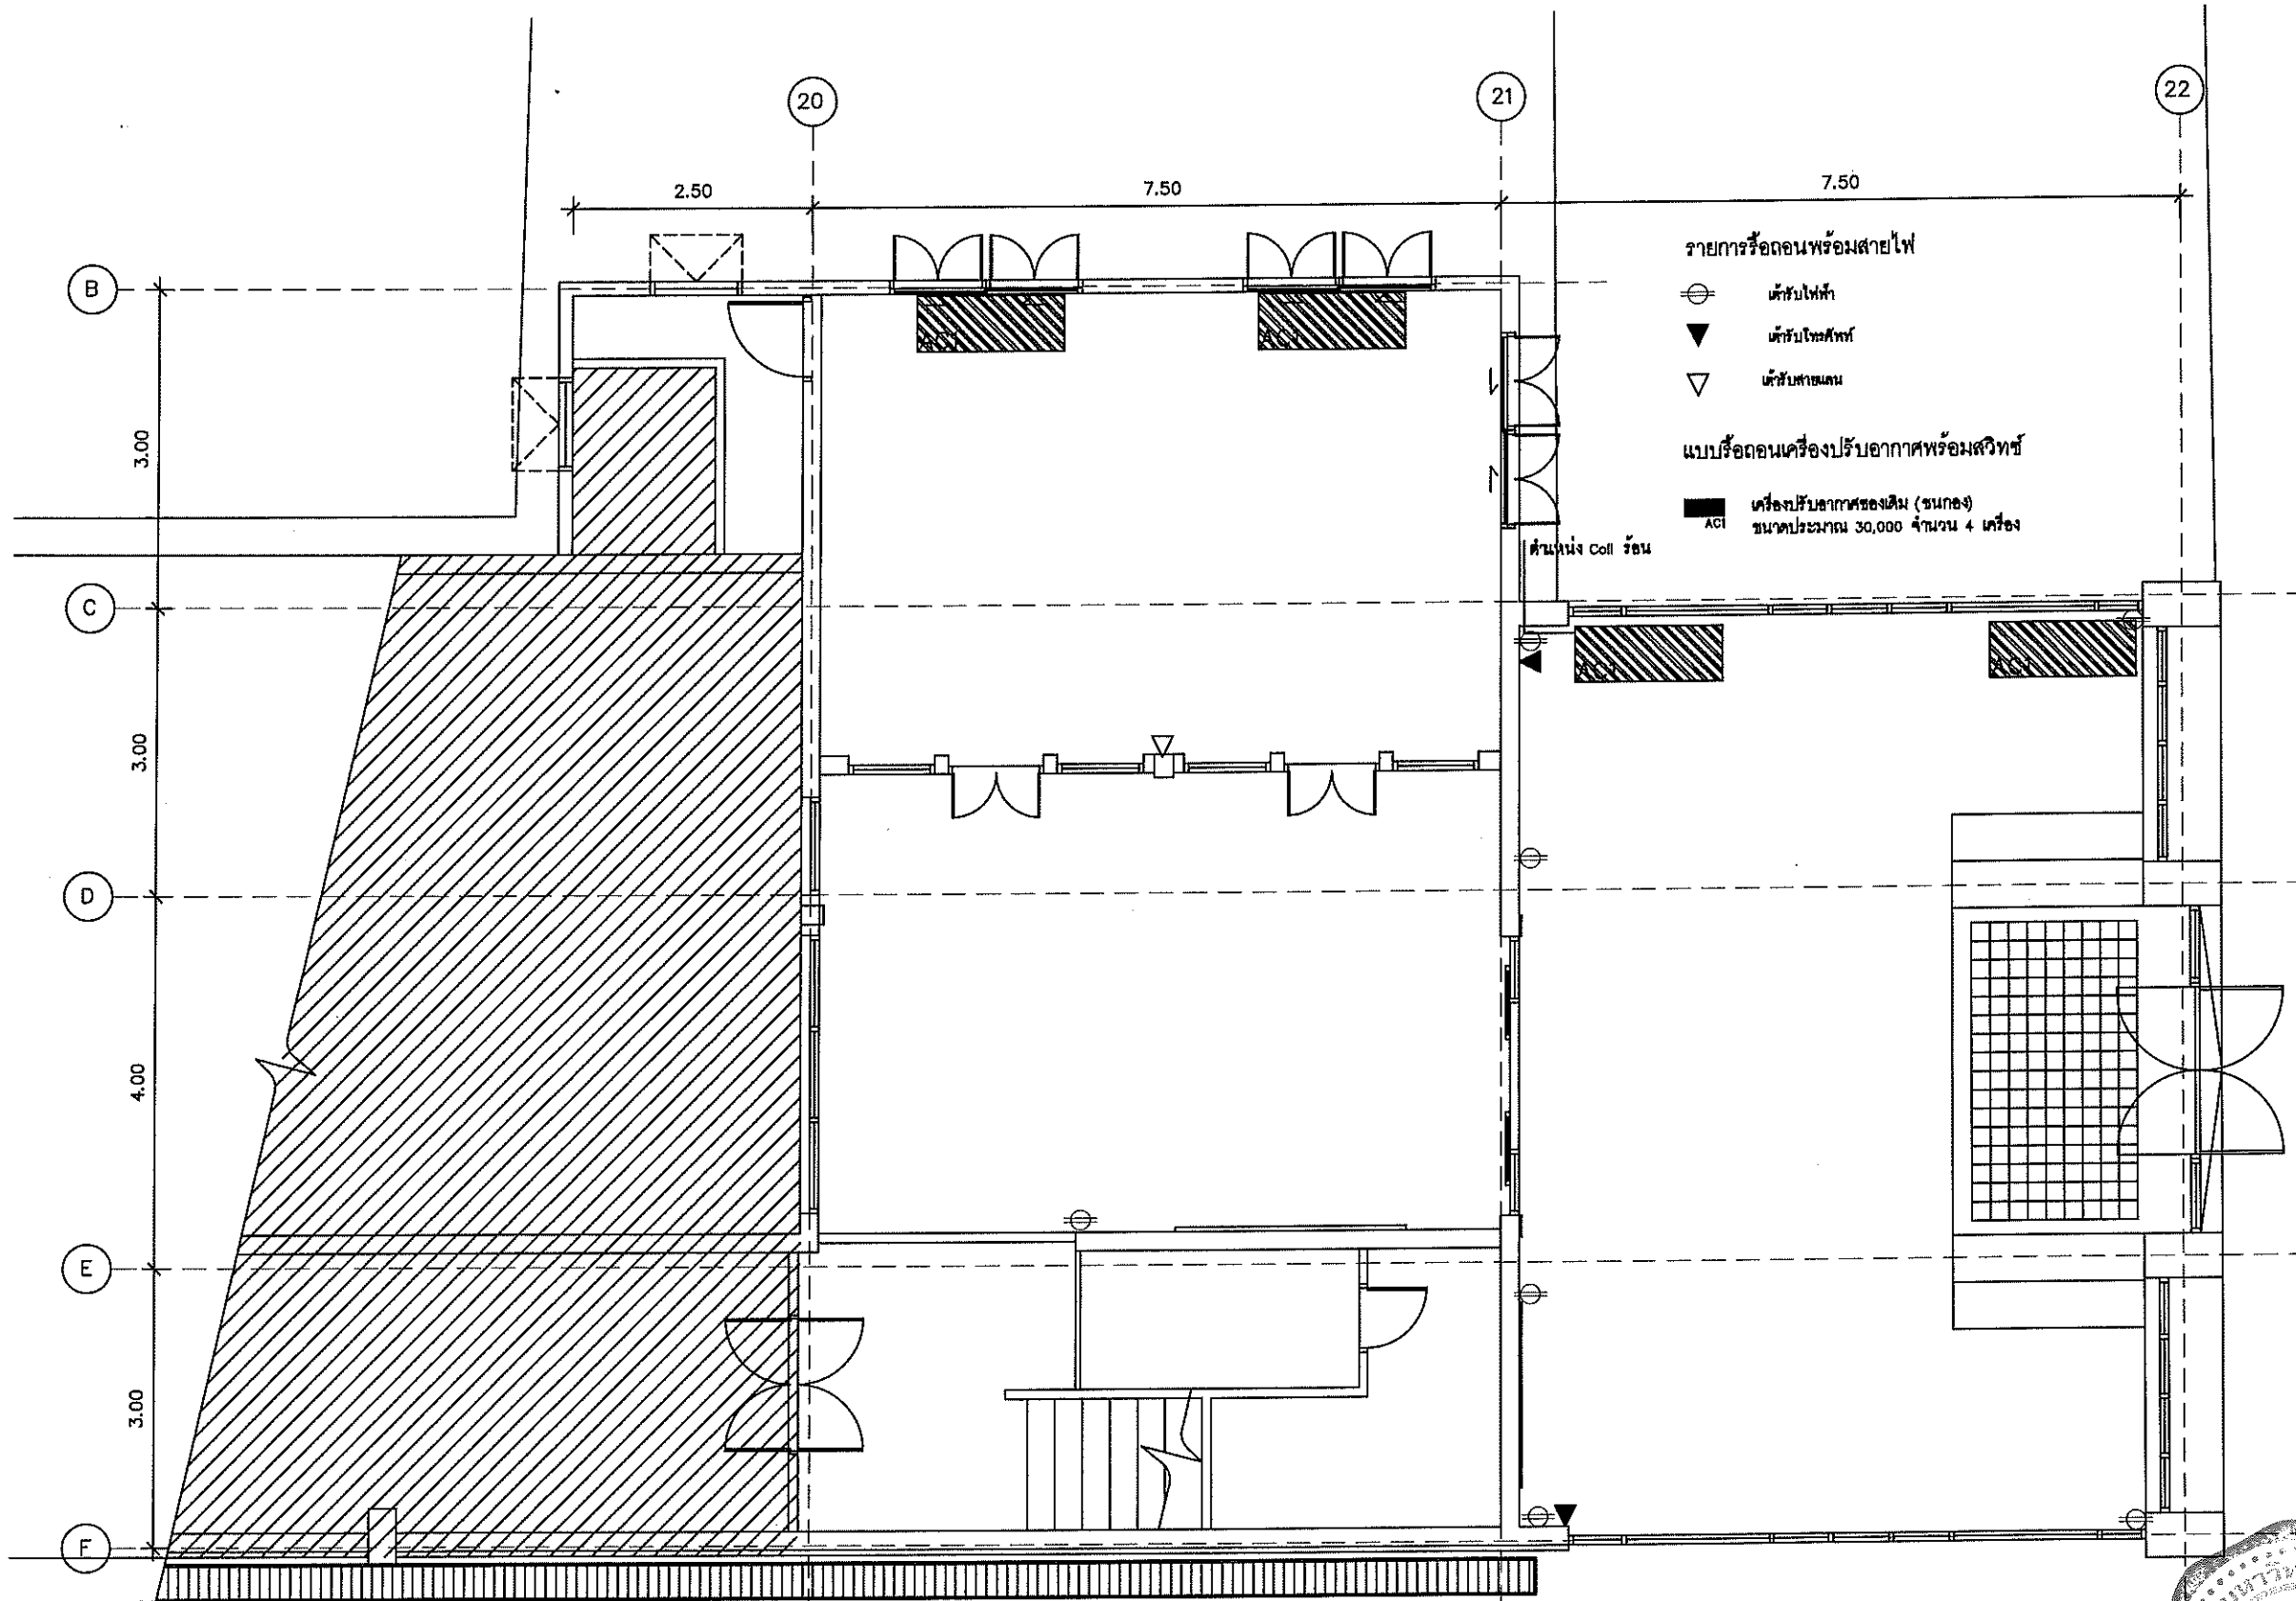 20
21
22
2.50
7.50
7.50
รายการรื้อถอนพร้อมสายไฟ
เต้ารับไฟฟ้า
เต้ารับโทรศัพท์
เต้ารับสายแลน
แบบรื้อถอนเครื่องปรับอากาศพร้อมสวิทซ์
เครื่องปรับอากาศของเดิม (ชนกอง)
AC1 ขนาดประมาณ 30,000 จำนวน 4 เครื่อง
ตำแหน่ง Coil ร้อน
B
AC1
AC1
3.00
C
AC1
AC1
3.00
D
4.00
E
3.00
F